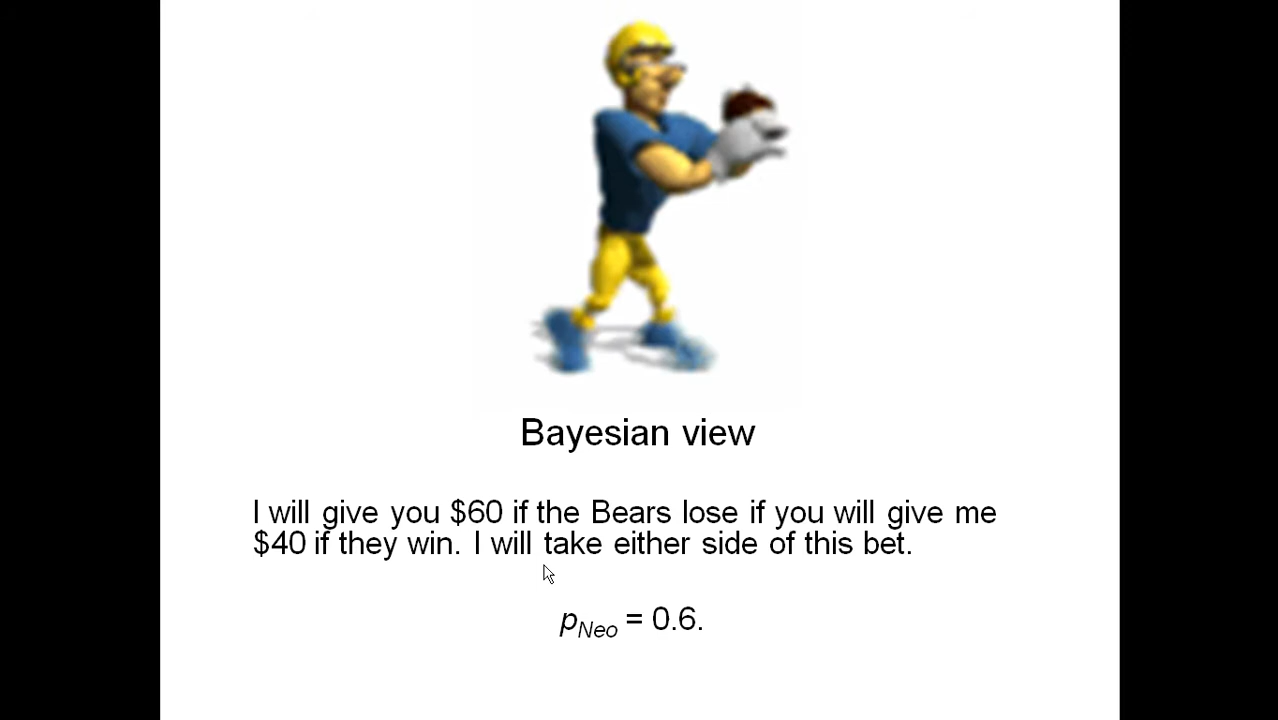 Bayesian view
I will give you $60 if the Bears lose if you will give me
$40 if they win. I will take either side of this bet.
pNeo = 0.6.